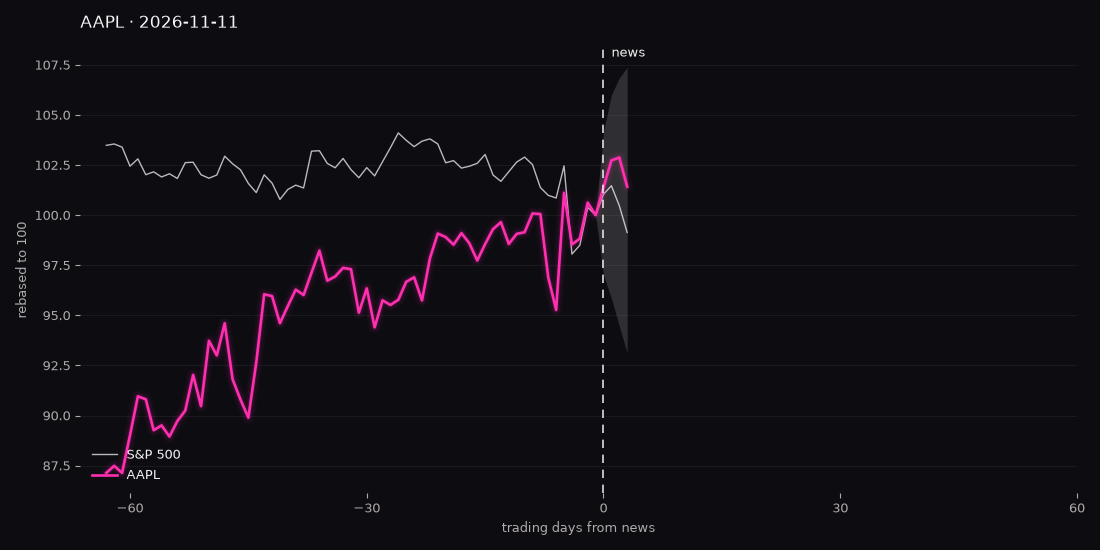 AAPL · 2026-11-11
news
107.5
105.0
102.5
100.0
97.5
95.0
92.5
90.0
87.5
rebased to 100
S&P 500
AAPL
−60
−30
0
30
60
trading days from news